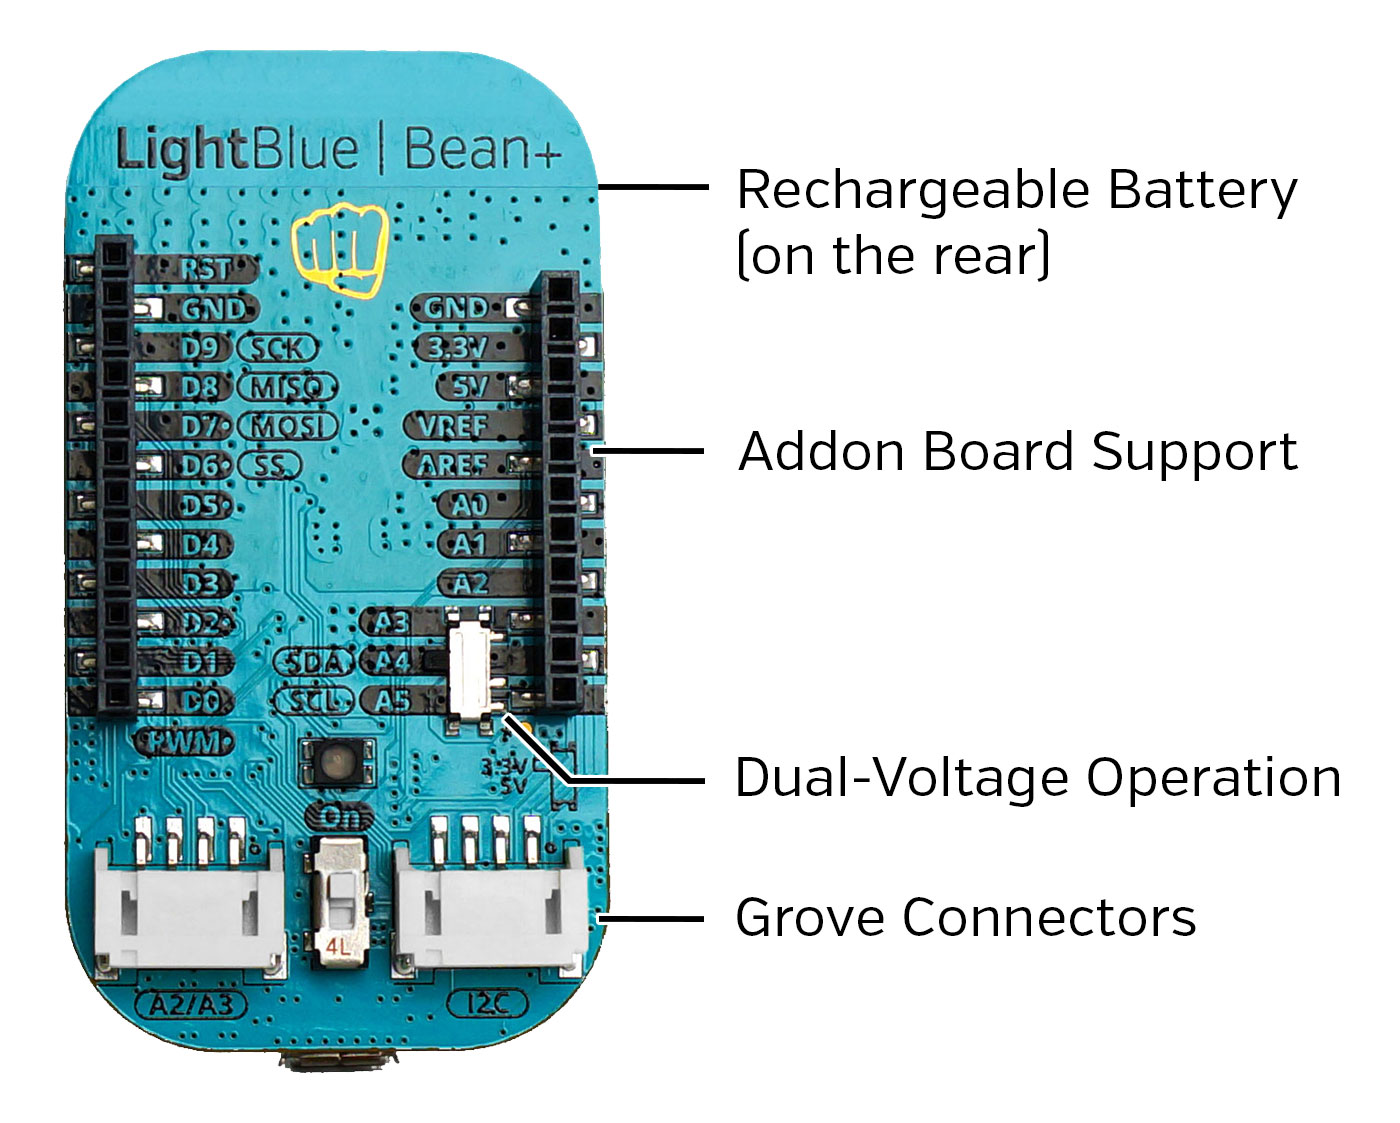 LightBlue | Bean+
Rechargeable Battery
(on the rear)
RST
GND
D9 SCK
D8 MISO
D7 MOSI
D6 SS
D5
D4
D3
D2
D1
D0
PWM
GND
3.3V
5V
VREF
AREF
A0
A1
A2
A3
SDA A4
SCL A5
Addon Board Support
3.3V
5V
Dual-Voltage Operation
On
4L
Grove Connectors
A2/A3
I2C